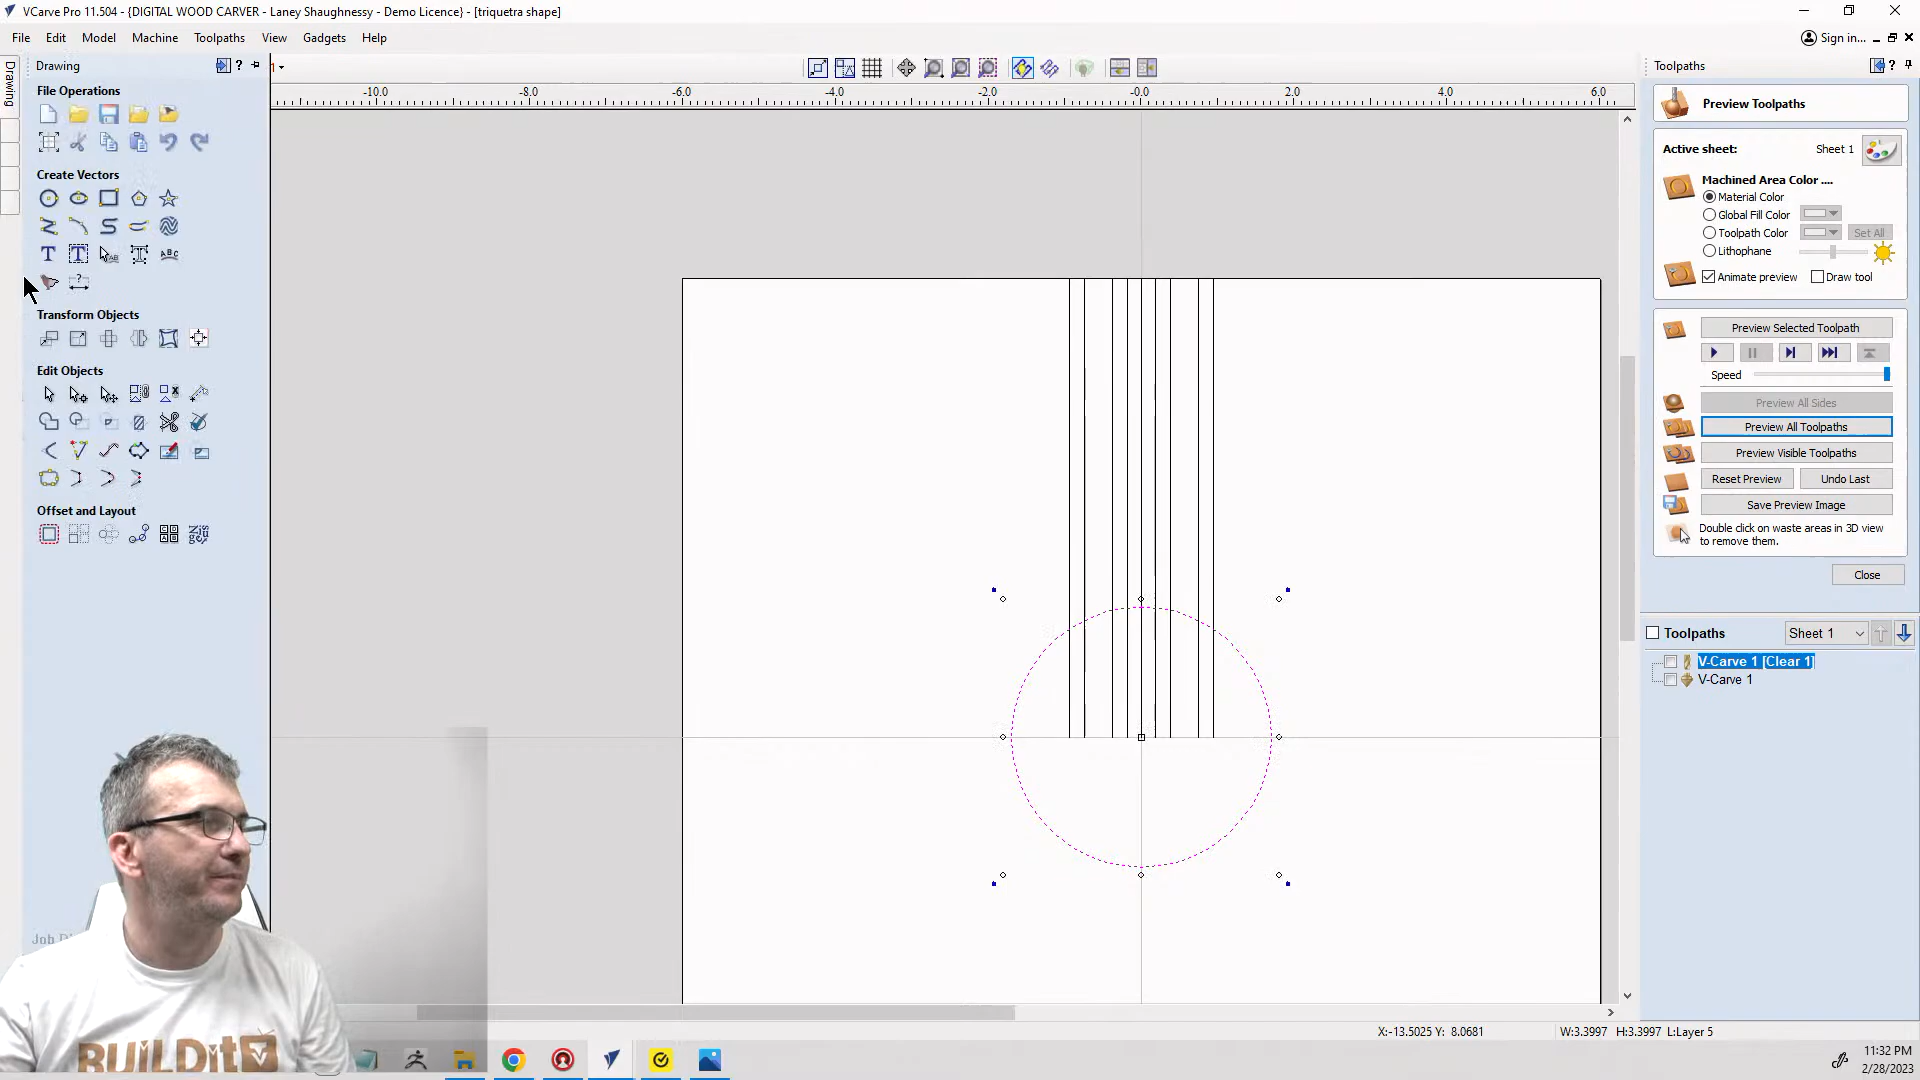 VCarve Pro 11.504 - {DIGITAL WOOD CARVER - Laney Shaughnessy - Demo Licence} - [triquetra shape]
File Edit Model Machine Toolpaths View Gadgets Help
Sign in...
Drawing
Drawing
?
1
Toolpaths
?
File Operations
-10.0 -8.0 -6.0 -4.0 -2.0 -0.0 2.0 4.0 6.0
Preview Toolpaths
Active sheet: Sheet 1
Create Vectors
Machined Area Color ....
Material Color
Global Fill Color
Toolpath Color Set All
Lithophane
Animate preview Draw tool
Transform Objects
Preview Selected Toolpath
Speed
Edit Objects
Preview All Sides
Preview All Toolpaths
Preview Visible Toolpaths
Reset Preview Undo Last
Save Preview Image
Double click on waste areas in 3D view
to remove them.
Offset and Layout
Close
Toolpaths Sheet 1
V-Carve 1 [Clear 1]
V-Carve 1
X:-13.5025 Y: 8.0681 W:3.3997 H:3.3997 L:Layer 5
BUILDit
11:32 PM
2/28/2023